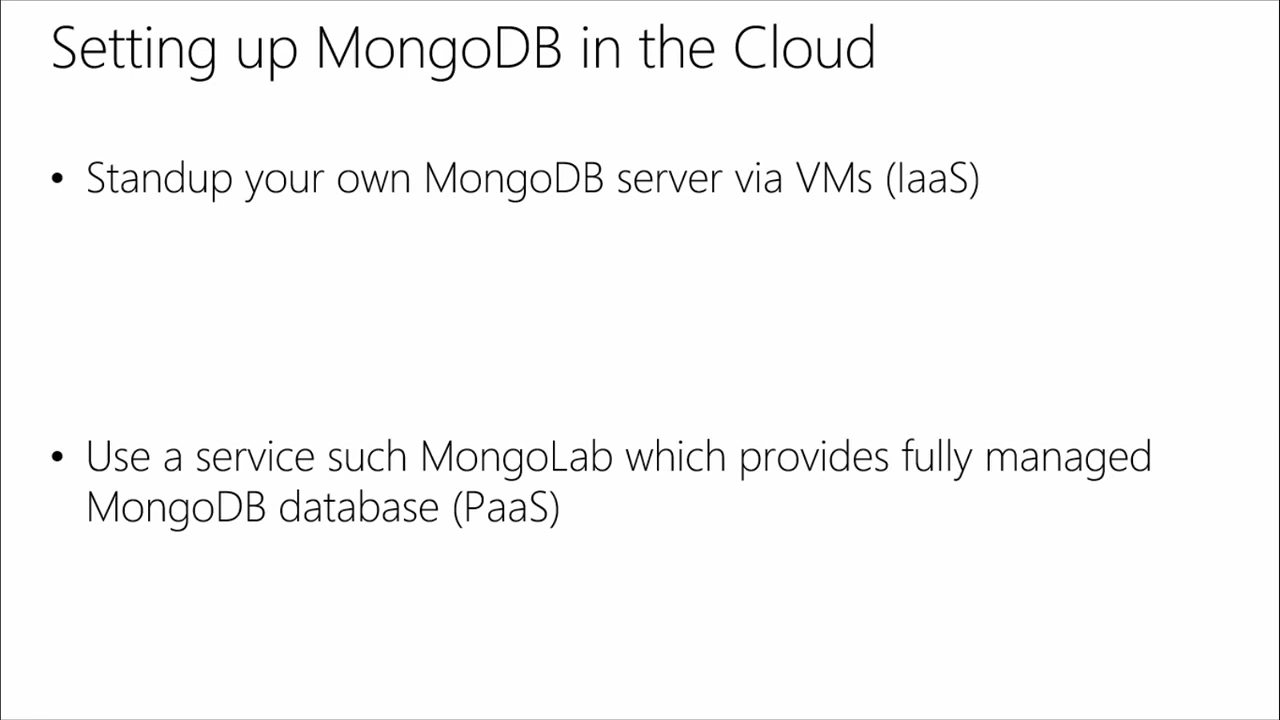 Setting up MongoDB in the Cloud
• Standup your own MongoDB server via VMs (IaaS)
• Use a service such MongoLab which provides fully managed
MongoDB database (PaaS)